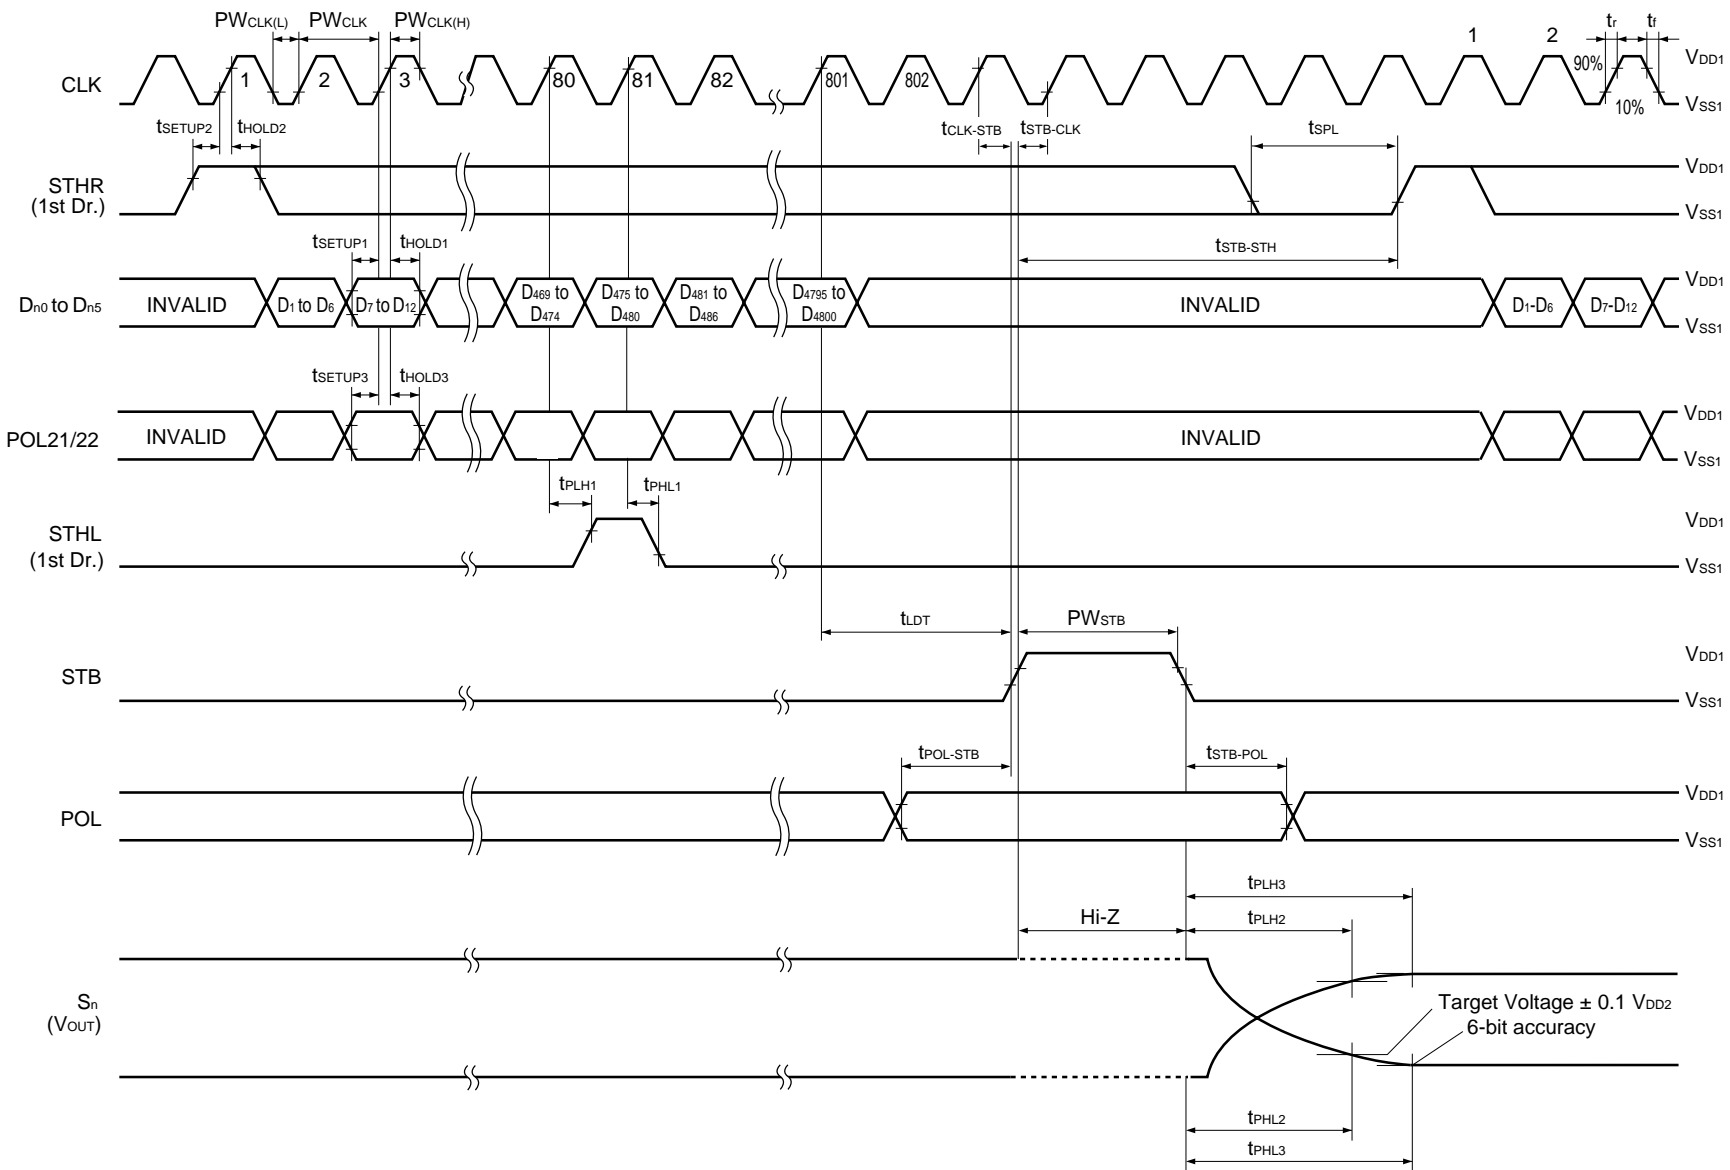 PWCLK(L) PWCLK PWCLK(H) 1 2 tr tf
CLK 1 2 3 80 81 82 801 802 90% 10% VDD1
VSS1
tSETUP2 tHOLD2 tCLK-STB tSTB-CLK tSPL
STHR
(1st Dr.)
VDD1
VSS1
tSETUP1 tHOLD1 tSTB-STH
Dn0 to Dn5 INVALID D1 to D6 D7 to D12 D469 to
D474 D475 to
D480 D481 to
D486 D4795 to
D4800 INVALID D1-D6 D7-D12
VDD1
VSS1
tSETUP3 tHOLD3
POL21/22 INVALID INVALID
VDD1
VSS1
tPLH1 tPHL1
STHL
(1st Dr.)
VDD1
VSS1
tLDT PWSTB
STB
VDD1
VSS1
tPOL-STB tSTB-POL
POL
VDD1
VSS1
tPLH3
Hi-Z tPLH2
Sn
(VOUT)
Target Voltage ± 0.1 VDD2
6-bit accuracy
tPHL2
tPHL3